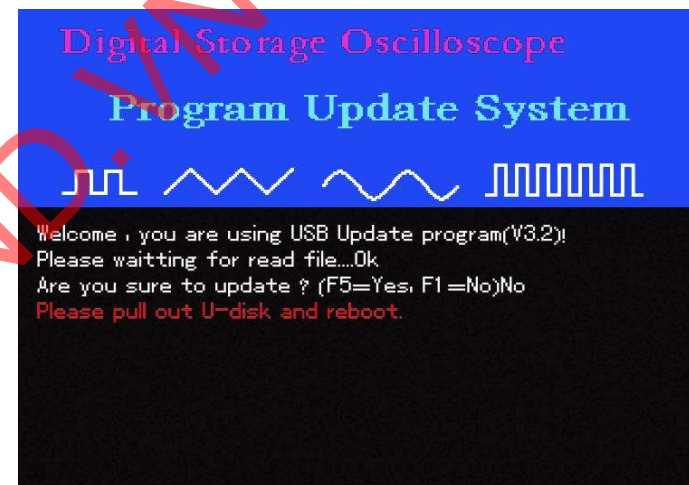 Digital Storage Oscilloscope
Program Update System
Welcome , you are using USB Update program(V3.2)!
Please waitting for read file....Ok
Are you sure to update ? (F5=Yes, F1=No)No
Please pull out U-disk and reboot.